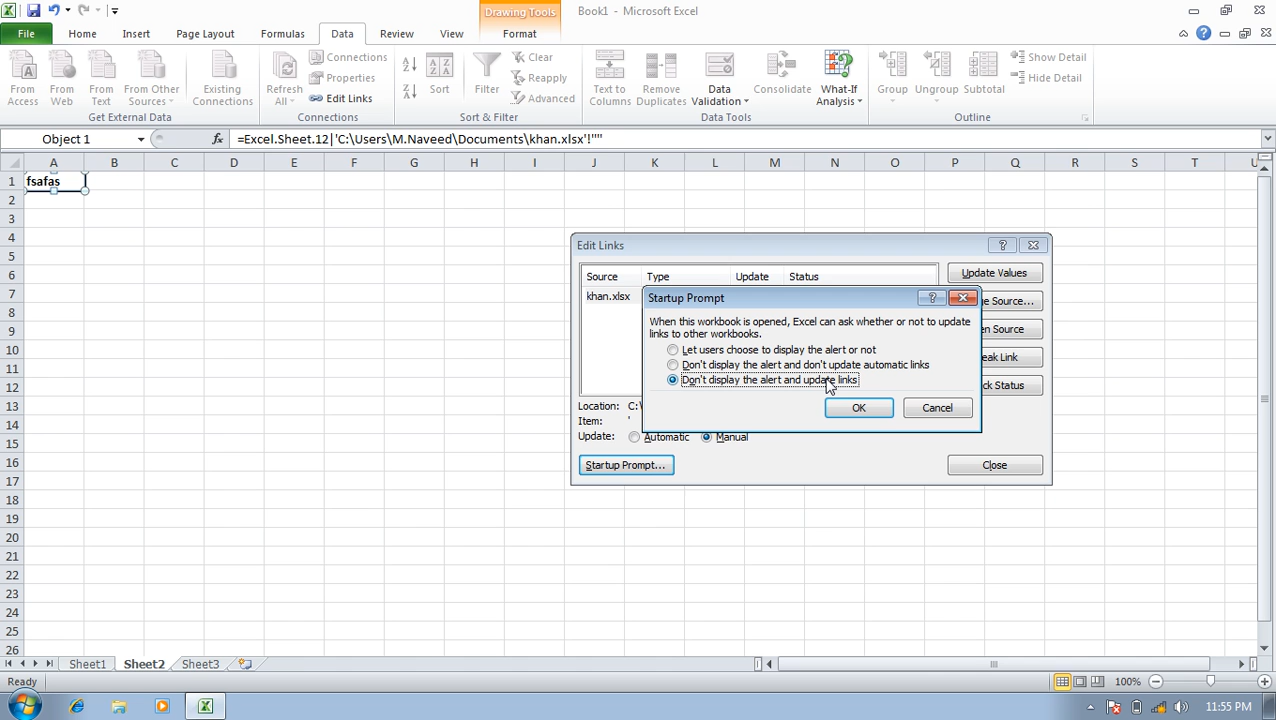 Drawing Tools
Book1 - Microsoft Excel
File Home Insert Page Layout Formulas Data Review View Format
From Access
From Web
From Text
From Other Sources
Existing Connections
Get External Data
Refresh All
Connections
Properties
Edit Links
Connections
Sort
Filter
Clear
Reapply
Advanced
Sort & Filter
Text to Columns
Remove Duplicates
Data Validation
Consolidate
What-If Analysis
Data Tools
Group
Ungroup
Subtotal
Show Detail
Hide Detail
Outline
Object 1
fx
=Excel.Sheet.12|'C:\Users\M.Naveed\Documents\khan.xlsx'!''''
A B C D E F G H I J K L M N O P Q R S T U
1 fsafas
2
3
4
5
6
7
8
9
10
11
12
13
14
15
16
17
18
19
20
21
22
23
24
25
26
Edit Links
Source Type Update Status
khan.xlsx
Update Values
e Source...
n Source
ak Link
ck Status
Location: C:\
Item: '
Update: Automatic Manual
Startup Prompt...
Close
Startup Prompt
When this workbook is opened, Excel can ask whether or not to update
links to other workbooks.
Let users choose to display the alert or not
Don't display the alert and don't update automatic links
Don't display the alert and update links
OK
Cancel
Sheet1 Sheet2 Sheet3
Ready
100%
11:55 PM